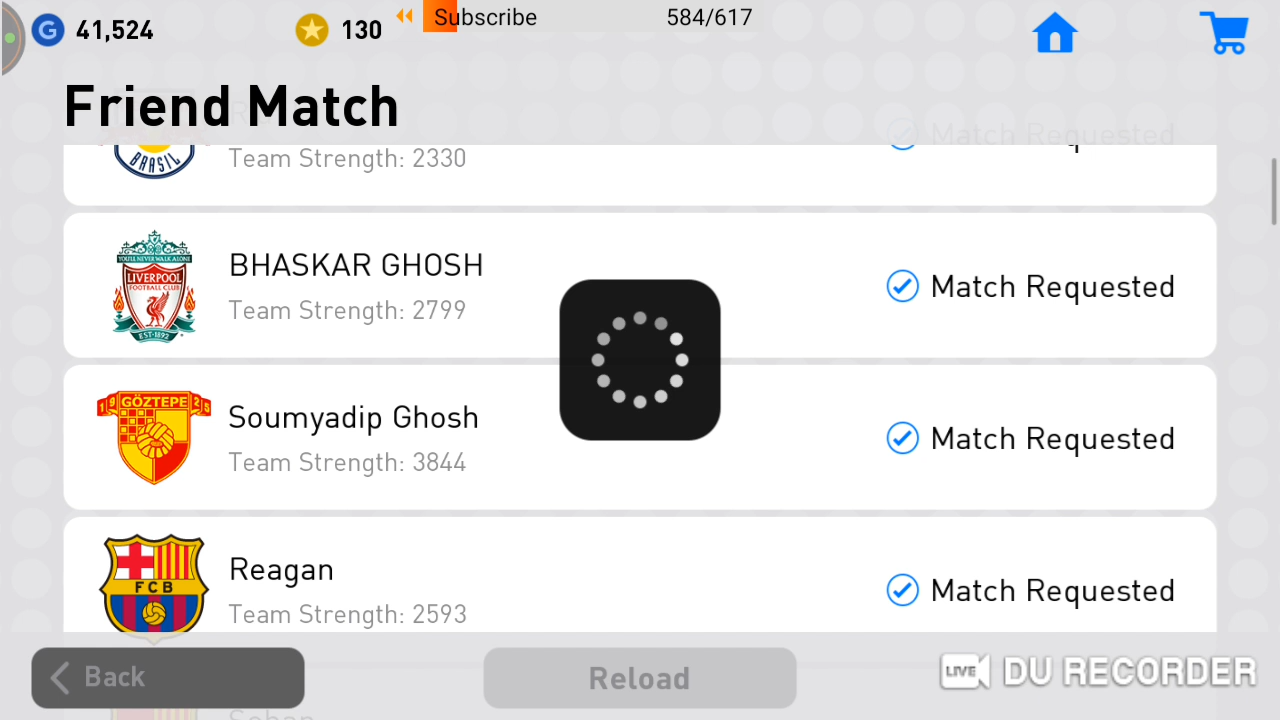 41,524
130
Subscribe
584/617
Friend Match
BRASIL
Team Strength: 2330
Match Requested
YOU'LL NEVER WALK ALONE
LIVERPOOL
FOOTBALL CLUB
EST·1892
BHASKAR GHOSH
Team Strength: 2799
Match Requested
1925
GÖZTEPE
Soumyadip Ghosh
Team Strength: 3844
Match Requested
FCB
Reagan
Team Strength: 2593
Match Requested
Back
Reload
LIVE DU RECORDER